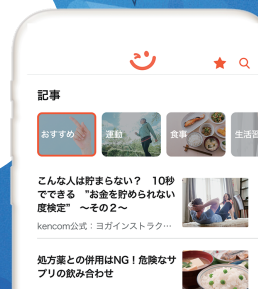 記事
おすすめ 運動 食事 生活習
こんな人は貯まらない？ 10秒
でできる “お金を貯められない
度検定” ～その２～
kencom公式：ヨガインストラク…
処方薬との併用はNG！危険なサ
プリの飲み合わせ